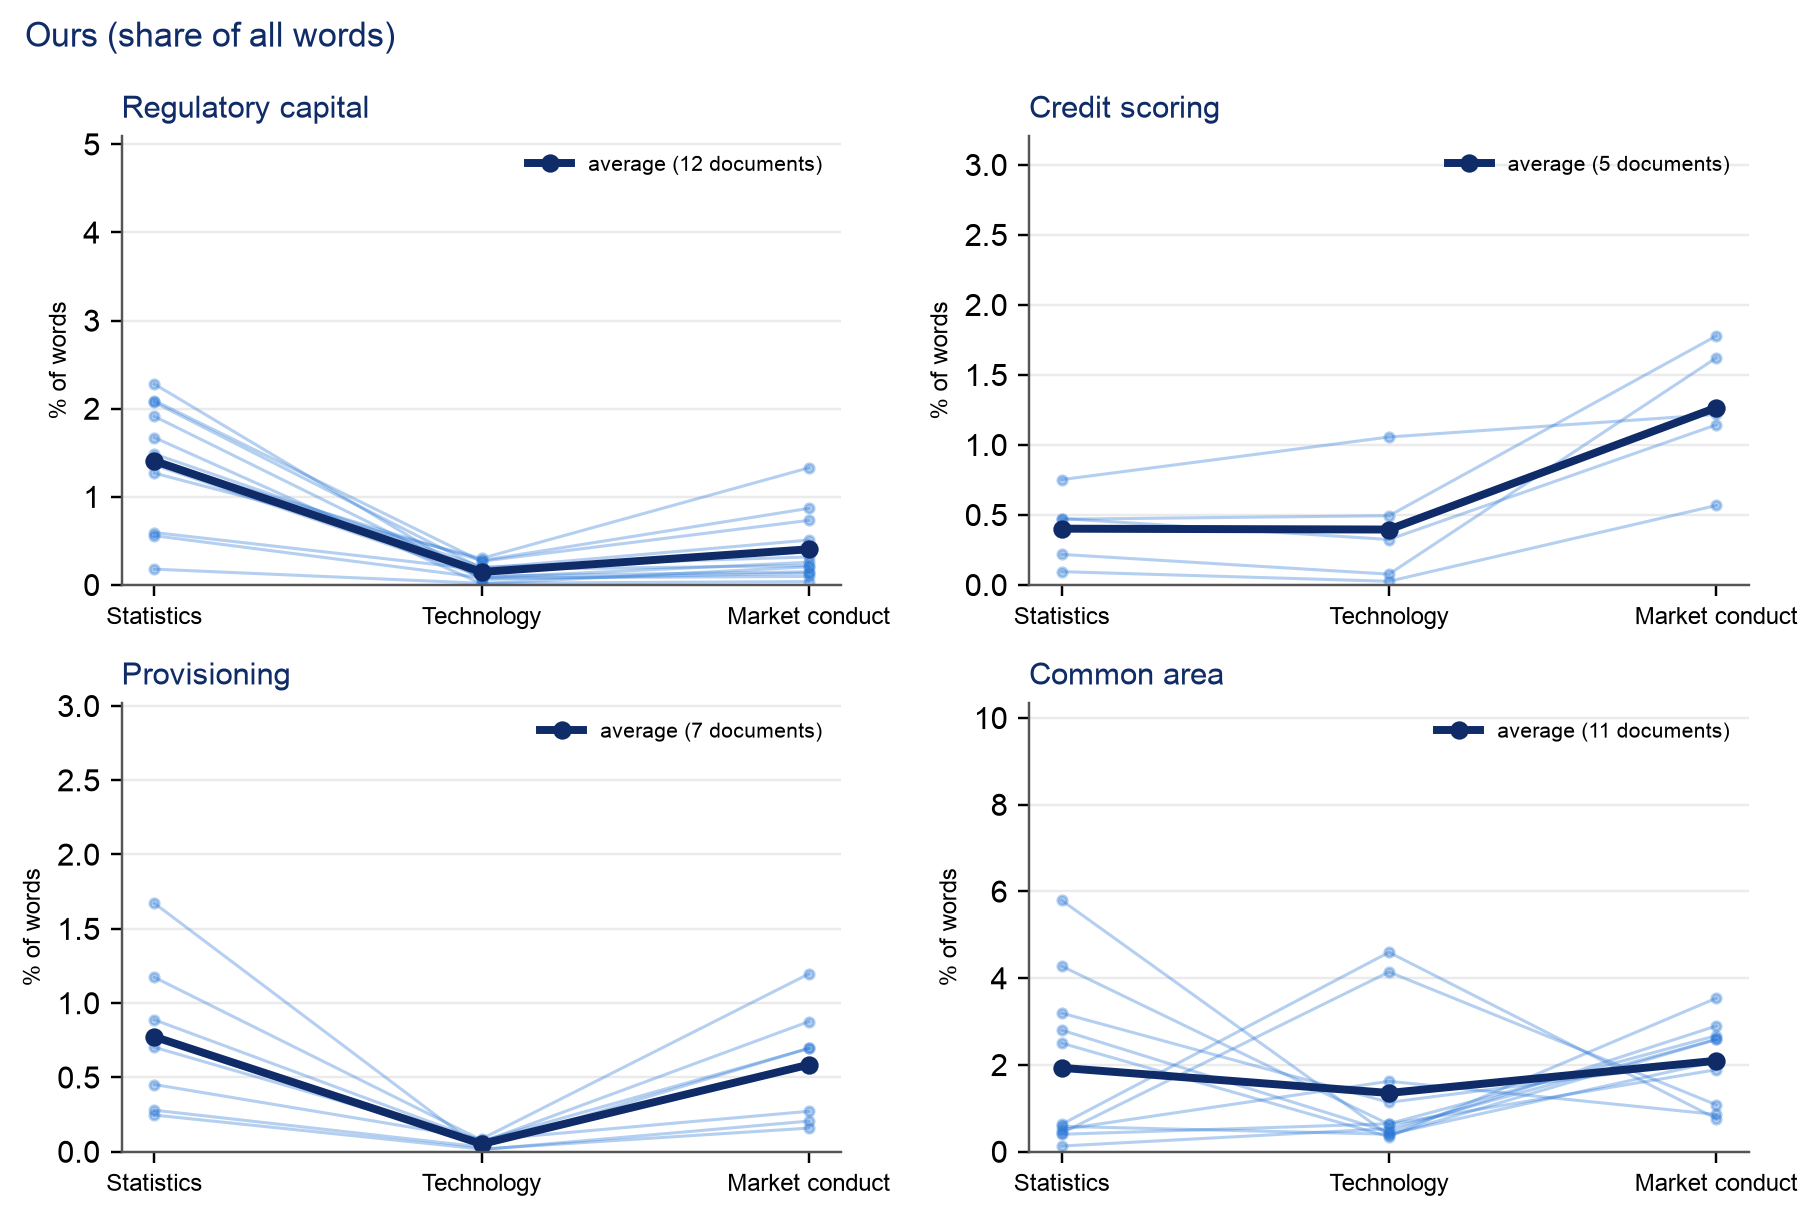 Ours (share of all words)
Regulatory capital
5
4
3
2
1
0
% of words
average (12 documents)
Statistics
Technology
Market conduct
Credit scoring
3.0
2.5
2.0
1.5
1.0
0.5
0.0
% of words
average (5 documents)
Statistics
Technology
Market conduct
Provisioning
3.0
2.5
2.0
1.5
1.0
0.5
0.0
% of words
average (7 documents)
Statistics
Technology
Market conduct
Common area
10
8
6
4
2
0
% of words
average (11 documents)
Statistics
Technology
Market conduct